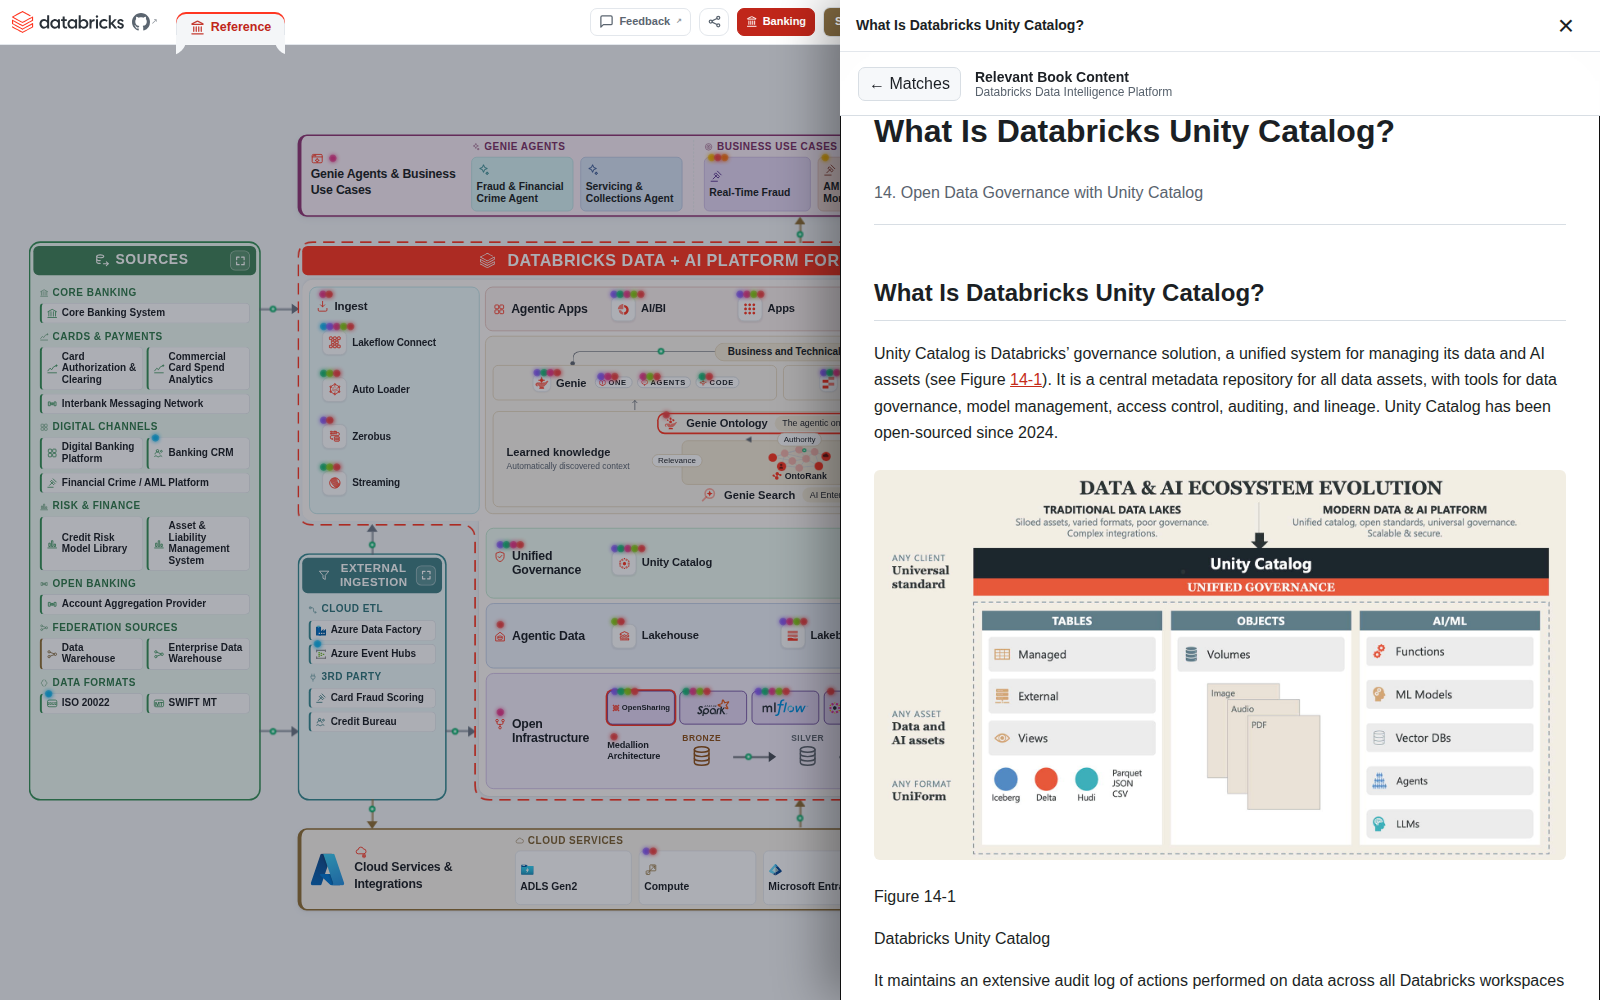 databricks
Reference
Feedback
Banking
What Is Databricks Unity Catalog?
← Matches
Relevant Book Content
Databricks Data Intelligence Platform
Genie Agents & Business
Use Cases
GENIE AGENTS
Fraud & Financial
Crime Agent
Servicing &
Collections Agent
BUSINESS USE CASES
Real-Time Fraud
SOURCES
CORE BANKING
Core Banking System
CARDS & PAYMENTS
Card
Authorization &
Clearing
Commercial
Card Spend
Analytics
Interbank Messaging Network
DIGITAL CHANNELS
Digital Banking
Platform
Banking CRM
Financial Crime / AML Platform
RISK & FINANCE
Credit Risk
Model Library
Asset &
Liability
Management
System
OPEN BANKING
Account Aggregation Provider
FEDERATION SOURCES
Data
Warehouse
Enterprise Data
Warehouse
DATA FORMATS
ISO 20022
SWIFT MT
DATABRICKS DATA + AI PLATFORM FOR
Ingest
Lakeflow Connect
Auto Loader
Zerobus
Streaming
Agentic Apps
AI/BI
Apps
Business and Technical
Genie
ONE
AGENTS
CODE
Genie Ontology
The agentic on
Authority
Learned knowledge
Automatically discovered context
Relevance
OntoRank
Genie Search
AI Enter
EXTERNAL
INGESTION
CLOUD ETL
Azure Data Factory
Azure Event Hubs
3RD PARTY
Card Fraud Scoring
Credit Bureau
Unified
Governance
Unity Catalog
Agentic Data
Lakehouse
Lakeb
Open
Infrastructure
OpenSharing
Spark
mlflow
Medallion
Architecture
BRONZE
SILVER
Cloud Services &
Integrations
CLOUD SERVICES
ADLS Gen2
Compute
Microsoft Entra
What Is Databricks Unity Catalog?
14. Open Data Governance with Unity Catalog
What Is Databricks Unity Catalog?
Unity Catalog is Databricks’ governance solution, a unified system for managing its data and AI
assets (see Figure 14-1). It is a central metadata repository for all data assets, with tools for data
governance, model management, access control, auditing, and lineage. Unity Catalog has been
open-sourced since 2024.
DATA & AI ECOSYSTEM EVOLUTION
TRADITIONAL DATA LAKES
Siloed assets, varied formats, poor governance.
Complex integrations.
MODERN DATA & AI PLATFORM
Unified catalog, open standards, universal governance.
Scalable & secure.
ANY CLIENT
Universal
standard
Unity Catalog
UNIFIED GOVERNANCE
TABLES
OBJECTS
AI/ML
Managed
External
Views
Volumes
Image
Audio
PDF
Functions
ML Models
Vector DBs
Agents
LLMs
ANY ASSET
Data and
AI assets
ANY FORMAT
UniForm
Iceberg
Delta
Hudi
Parquet
JSON
CSV
Figure 14-1
Databricks Unity Catalog
It maintains an extensive audit log of actions performed on data across all Databricks workspaces